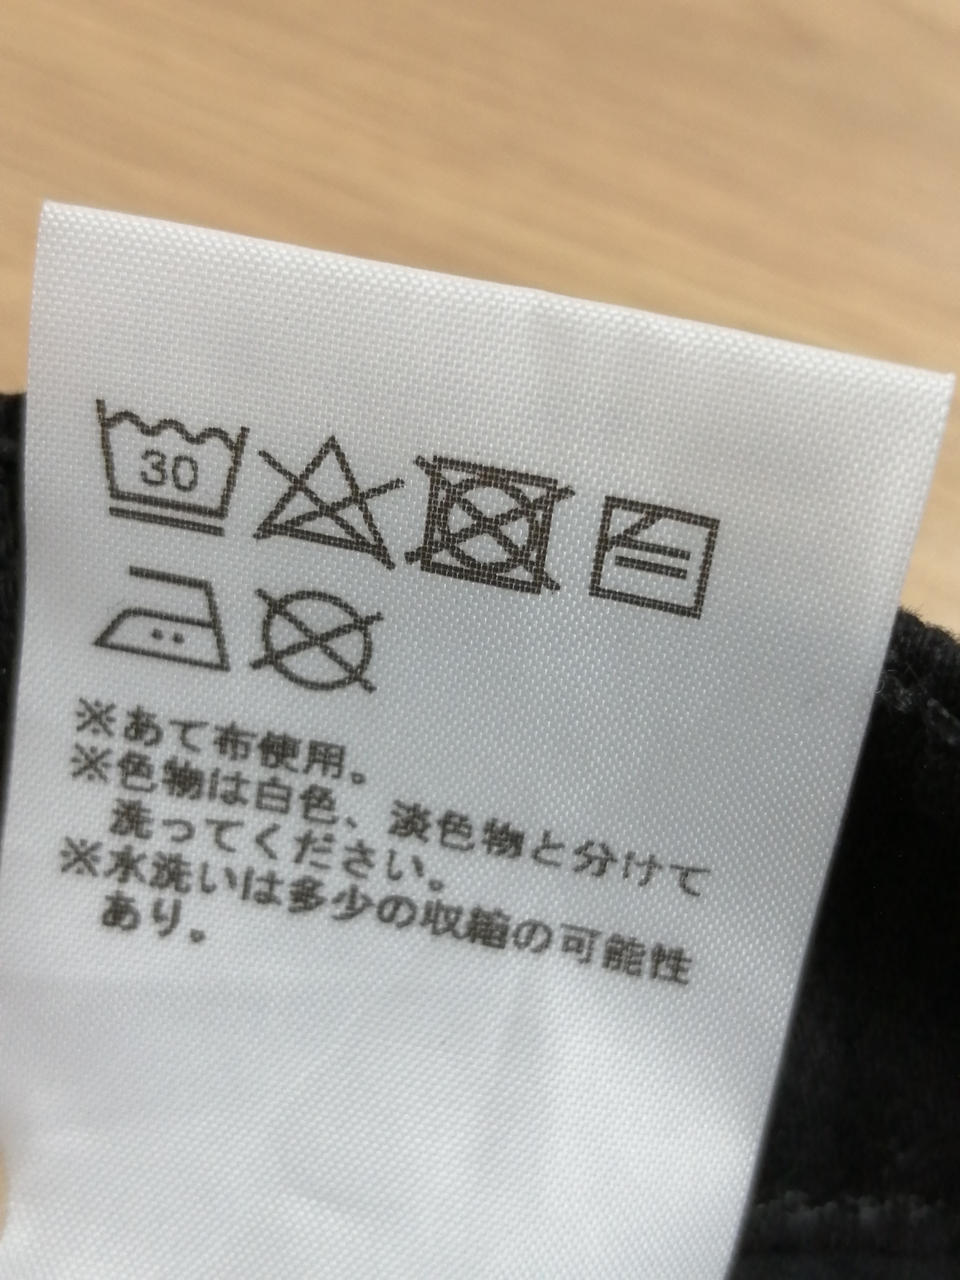 30
※あて布使用。
※色物は白色、淡色物と分けて
洗ってください。
※水洗いは多少の収縮の可能性
あり。